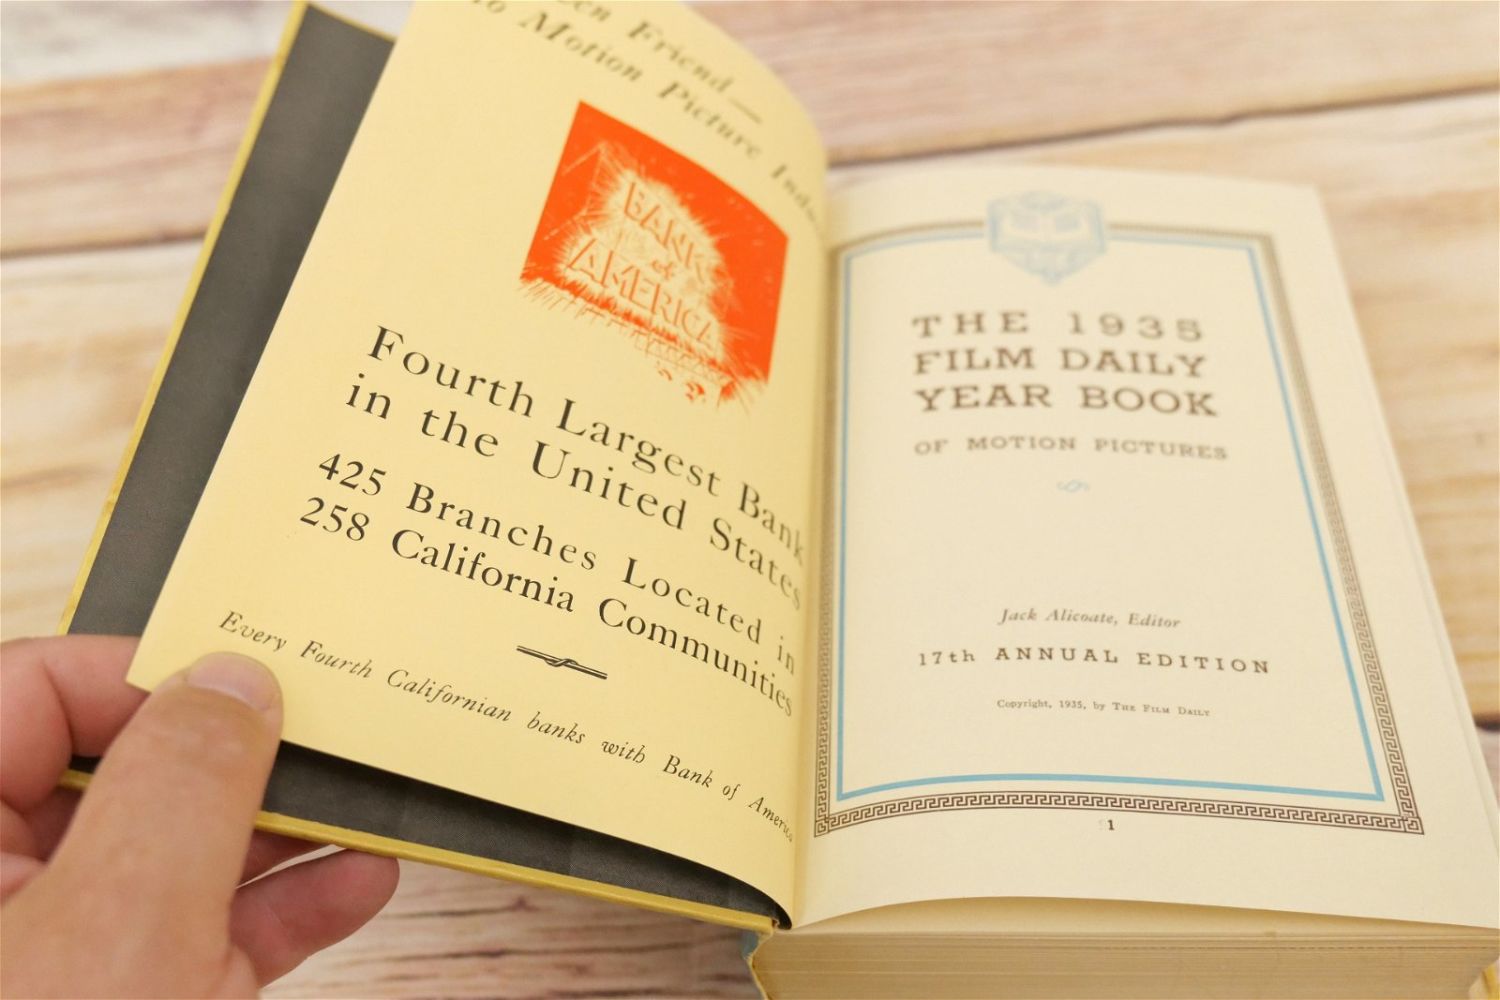 Friend—
to Motion Picture
BANK
of
AMERICA
Fourth Largest Bank
in the United States
425 Branches Located in
258 California Communities
Every Fourth Californian banks with Bank of America
THE 1935
FILM DAILY
YEAR BOOK
OF MOTION PICTURES
Jack Alicoate, Editor
17th ANNUAL EDITION
Copyright, 1935, by THE FILM DAILY
1